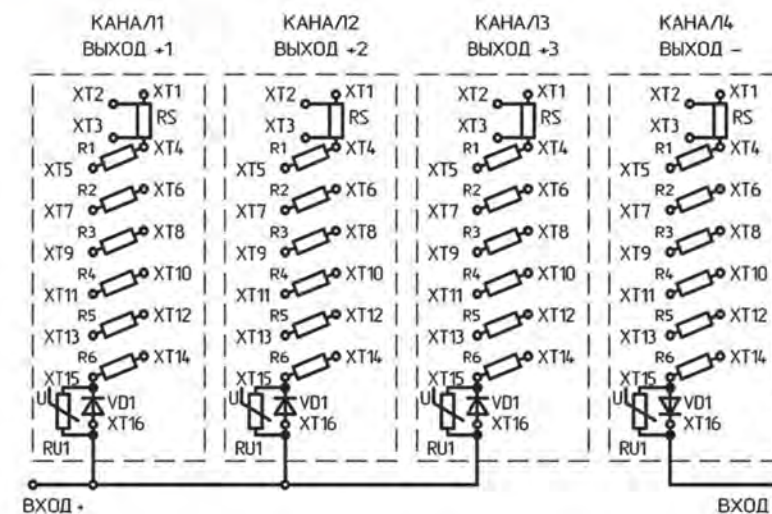 КАНАЛ1 КАНАЛ2 КАНАЛ3 КАНАЛ4
ВЫХОД +1 ВЫХОД +2 ВЫХОД +3 ВЫХОД −
XT2 XT1 XT2 XT1 XT2 XT1 XT2 XT1
RS RS RS RS
XT3 XT3 XT3 XT3
R1 XT4 R1 XT4 R1 XT4 R1 XT4
XT5 XT5 XT5 XT5
R2 XT6 R2 XT6 R2 XT6 R2 XT6
XT7 XT7 XT7 XT7
R3 XT8 R3 XT8 R3 XT8 R3 XT8
XT9 XT9 XT9 XT9
R4 XT10 R4 XT10 R4 XT10 R4 XT10
XT11 XT11 XT11 XT11
R5 XT12 R5 XT12 R5 XT12 R5 XT12
XT13 XT13 XT13 XT13
R6 XT14 R6 XT14 R6 XT14 R6 XT14
XT15 XT15 XT15 XT15
U VD1 U VD1 U VD1 U VD1
XT16 XT16 XT16 XT16
RU1 RU1 RU1 RU1
ВХОД + ВХОД